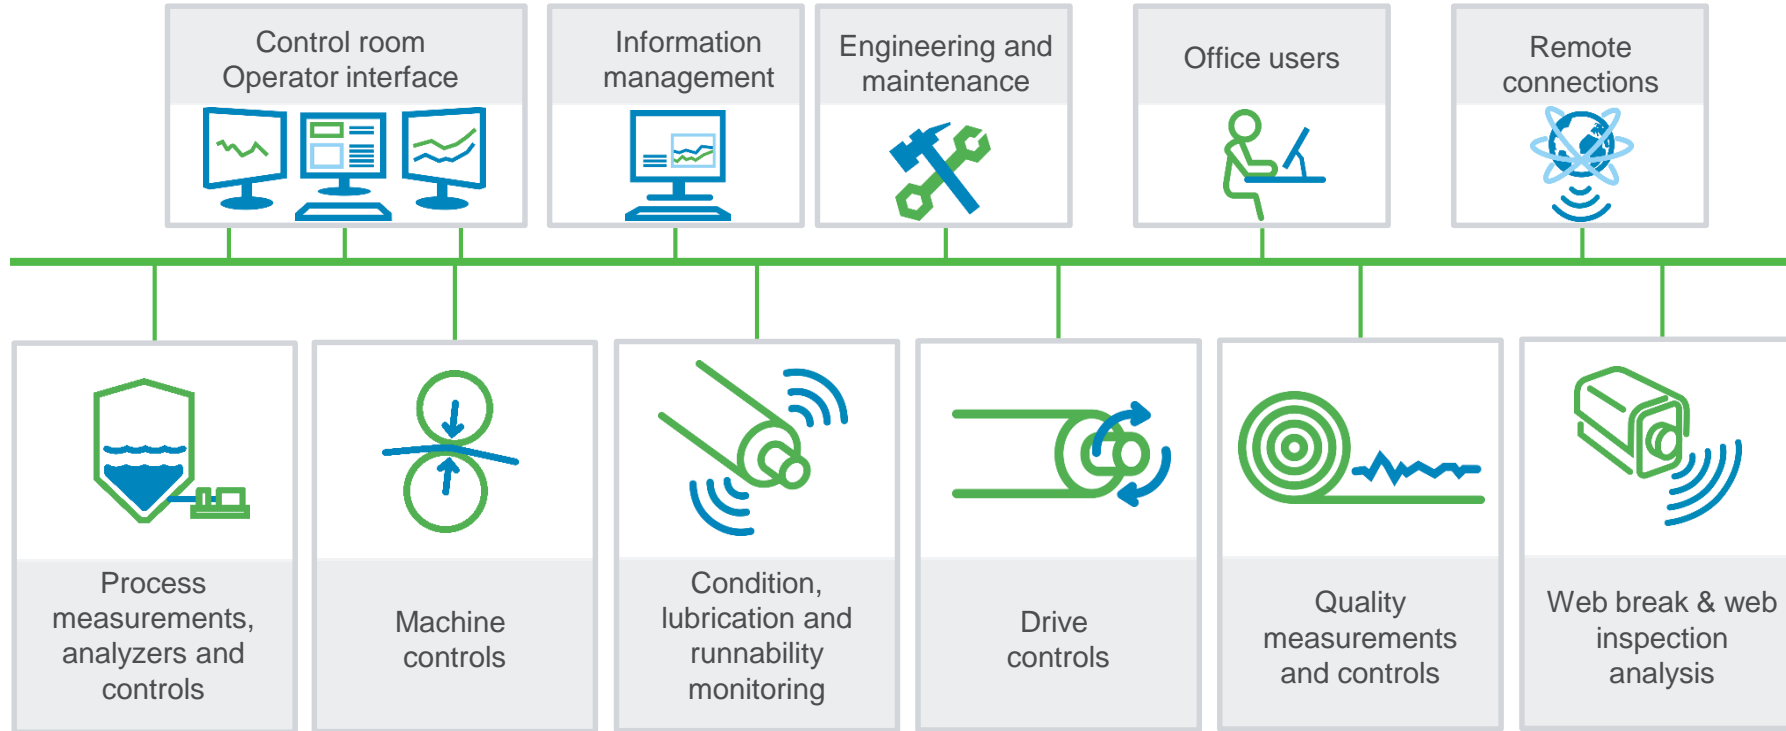 Control room
Operator interface
Information
management
Engineering and
maintenance
Office users
Remote
connections
Process
measurements,
analyzers and
controls
Machine
controls
Condition,
lubrication and
runnability
monitoring
Drive
controls
Quality
measurements
and controls
Web break & web
inspection
analysis